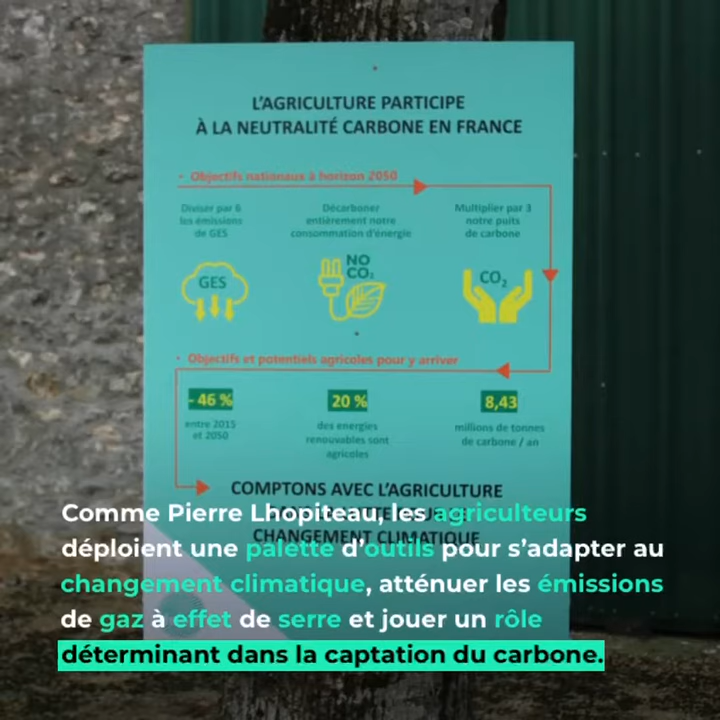 L'AGRICULTURE PARTICIPE
À LA NEUTRALITÉ CARBONE EN FRANCE
Objectifs nationaux à horizon 2050
Diviser par 6
les émissions
de GES
Décarboner
entièrement notre
consommation d'énergie
Multiplier par 3
notre puits
de carbone
GES
NO
CO₂
CO₂
Objectifs et potentiels agricoles pour y arriver
- 46 %
entre 2015
et 2050
20 %
des energies
renouvables sont
agricoles
8,43
millions de tonnes
de carbone / an
COMPTONS AVEC L'AGRICULTURE
CHANGEMENT CLIMATIQUE
Comme Pierre Lhopiteau, les agriculteurs
déploient une palette d'outils pour s'adapter au
changement climatique, atténuer les émissions
de gaz à effet de serre et jouer un rôle
déterminant dans la captation du carbone.